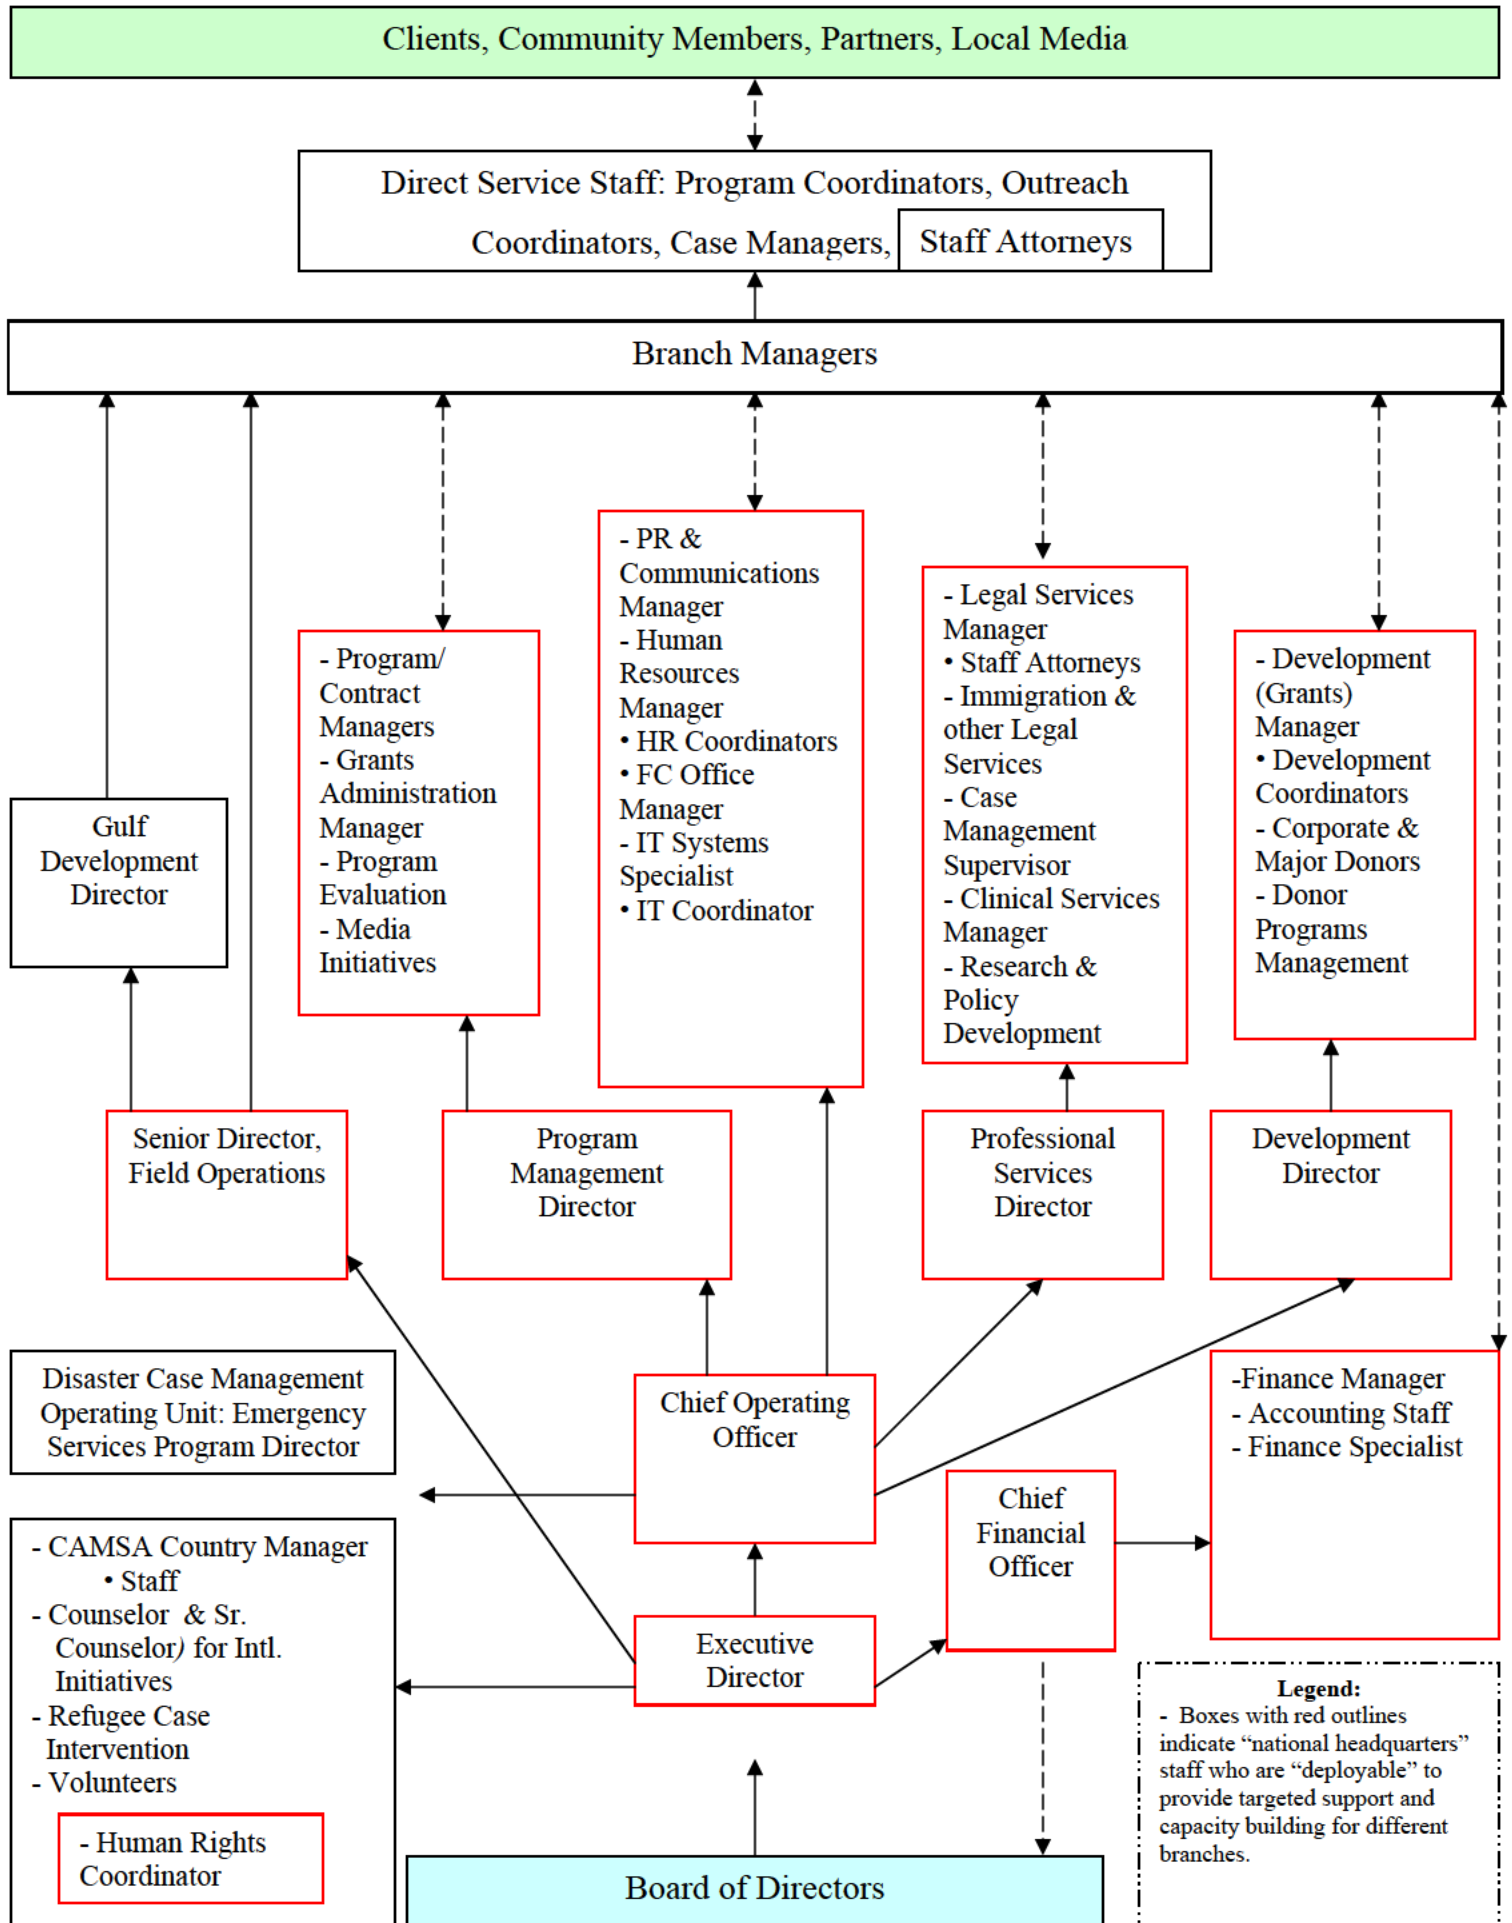 Clients, Community Members, Partners, Local Media
Direct Service Staff: Program Coordinators, Outreach
Coordinators, Case Managers, Staff Attorneys
Branch Managers
Gulf
Development
Director
- Program/
Contract
Managers
- Grants
Administration
Manager
- Program
Evaluation
- Media
Initiatives
- PR &
Communications
Manager
- Human
Resources
Manager
• HR Coordinators
• FC Office
Manager
- IT Systems
Specialist
• IT Coordinator
- Legal Services
Manager
• Staff Attorneys
- Immigration &
other Legal
Services
- Case
Management
Supervisor
- Clinical Services
Manager
- Research &
Policy
Development
- Development
(Grants)
Manager
• Development
Coordinators
- Corporate &
Major Donors
- Donor
Programs
Management
Senior Director,
Field Operations
Program
Management
Director
Professional
Services
Director
Development
Director
Disaster Case Management
Operating Unit: Emergency
Services Program Director
Chief Operating
Officer
-Finance Manager
- Accounting Staff
- Finance Specialist
Chief
Financial
Officer
- CAMSA Country Manager
• Staff
- Counselor & Sr.
Counselor) for Intl.
Initiatives
- Refugee Case
Intervention
- Volunteers
- Human Rights
Coordinator
Executive
Director
Legend:
- Boxes with red outlines
indicate “national headquarters”
staff who are “deployable” to
provide targeted support and
capacity building for different
branches.
Board of Directors